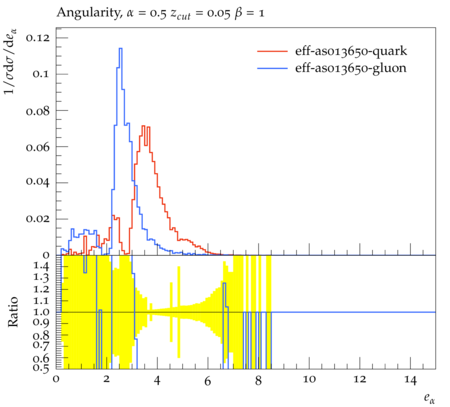 Angularity, α = 0.5 z_cut = 0.05 β = 1
eff-as013650-quark
eff-as013650-gluon
1/σdσ/de_α
0.12
0.1
0.08
0.06
0.04
0.02
0
Ratio
1.4
1.3
1.2
1.1
1.0
0.9
0.8
0.7
0.6
0.5
0 2 4 6 8 10 12 14
e_α